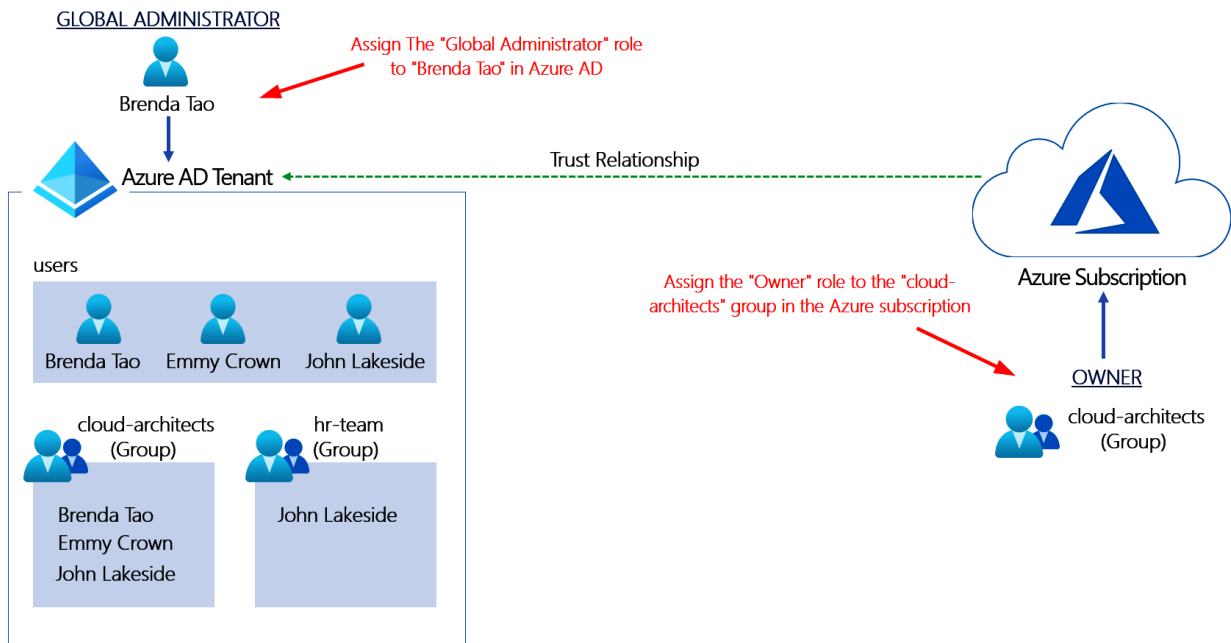 GLOBAL ADMINISTRATOR
Assign The "Global Administrator" role
to "Brenda Tao" in Azure AD
Brenda Tao
Azure AD Tenant
Trust Relationship
users
Brenda Tao
Emmy Crown
John Lakeside
cloud-architects
(Group)
hr-team
(Group)
Brenda Tao
Emmy Crown
John Lakeside
John Lakeside
Azure Subscription
Assign the "Owner" role to the "cloud-
architects" group in the Azure subscription
OWNER
cloud-architects
(Group)